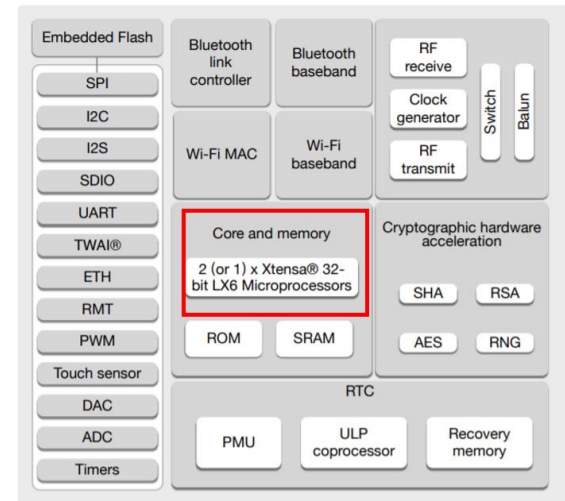 Embedded Flash
SPI
I2C
I2S
SDIO
UART
TWAI®
ETH
RMT
PWM
Touch sensor
DAC
ADC
Timers
Bluetooth
link
controller
Bluetooth
baseband
Wi-Fi MAC
Wi-Fi
baseband
RF
receive
Clock
generator
RF
transmit
Switch
Balun
Core and memory
2 (or 1) x Xtensa® 32-
bit LX6 Microprocessors
ROM
SRAM
Cryptographic hardware
acceleration
SHA
RSA
AES
RNG
RTC
PMU
ULP
coprocessor
Recovery
memory